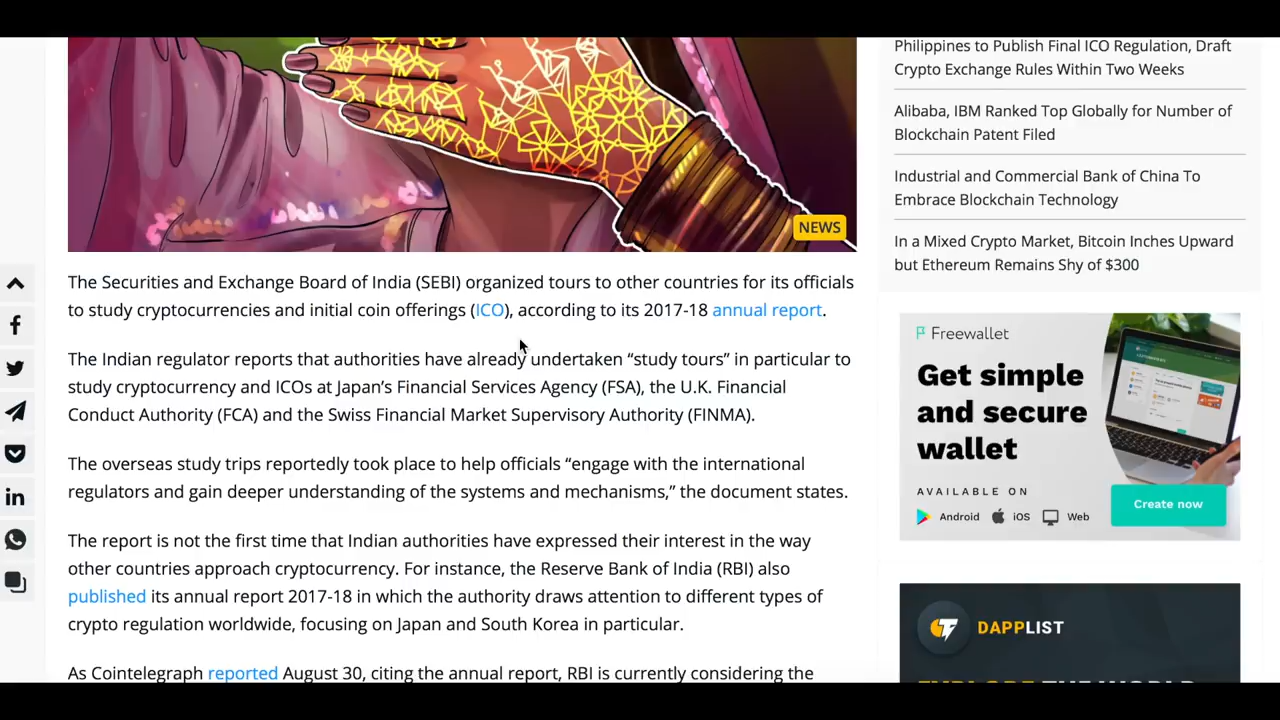 NEWS
The Securities and Exchange Board of India (SEBI) organized tours to other countries for its officials
to study cryptocurrencies and initial coin offerings (ICO), according to its 2017-18 annual report.
The Indian regulator reports that authorities have already undertaken “study tours” in particular to
study cryptocurrency and ICOs at Japan’s Financial Services Agency (FSA), the U.K. Financial
Conduct Authority (FCA) and the Swiss Financial Market Supervisory Authority (FINMA).
The overseas study trips reportedly took place to help officials “engage with the international
regulators and gain deeper understanding of the systems and mechanisms,” the document states.
The report is not the first time that Indian authorities have expressed their interest in the way
other countries approach cryptocurrency. For instance, the Reserve Bank of India (RBI) also
published its annual report 2017-18 in which the authority draws attention to different types of
crypto regulation worldwide, focusing on Japan and South Korea in particular.
As Cointelegraph reported August 30, citing the annual report, RBI is currently considering the
Philippines to Publish Final ICO Regulation, Draft
Crypto Exchange Rules Within Two Weeks
Alibaba, IBM Ranked Top Globally for Number of
Blockchain Patent Filed
Industrial and Commercial Bank of China To
Embrace Blockchain Technology
In a Mixed Crypto Market, Bitcoin Inches Upward
but Ethereum Remains Shy of $300
Freewallet
Get simple
and secure
wallet
AVAILABLE ON
Android iOS Web
Create now
DAPPLIST
EXPLORE THE WORLD